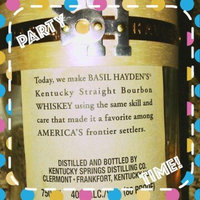 PARTY
Today, we make BASIL HAYDEN'S
Kentucky Straight Bourbon
WHISKEY using the same skill and
care that made it a favorite among
AMERICA'S frontier settlers.
DISTILLED AND BOTTLED BY
KENTUCKY SPRINGS DISTILLING CO.
CLERMONT • FRANKFORT, KENTUCKY
TIME!